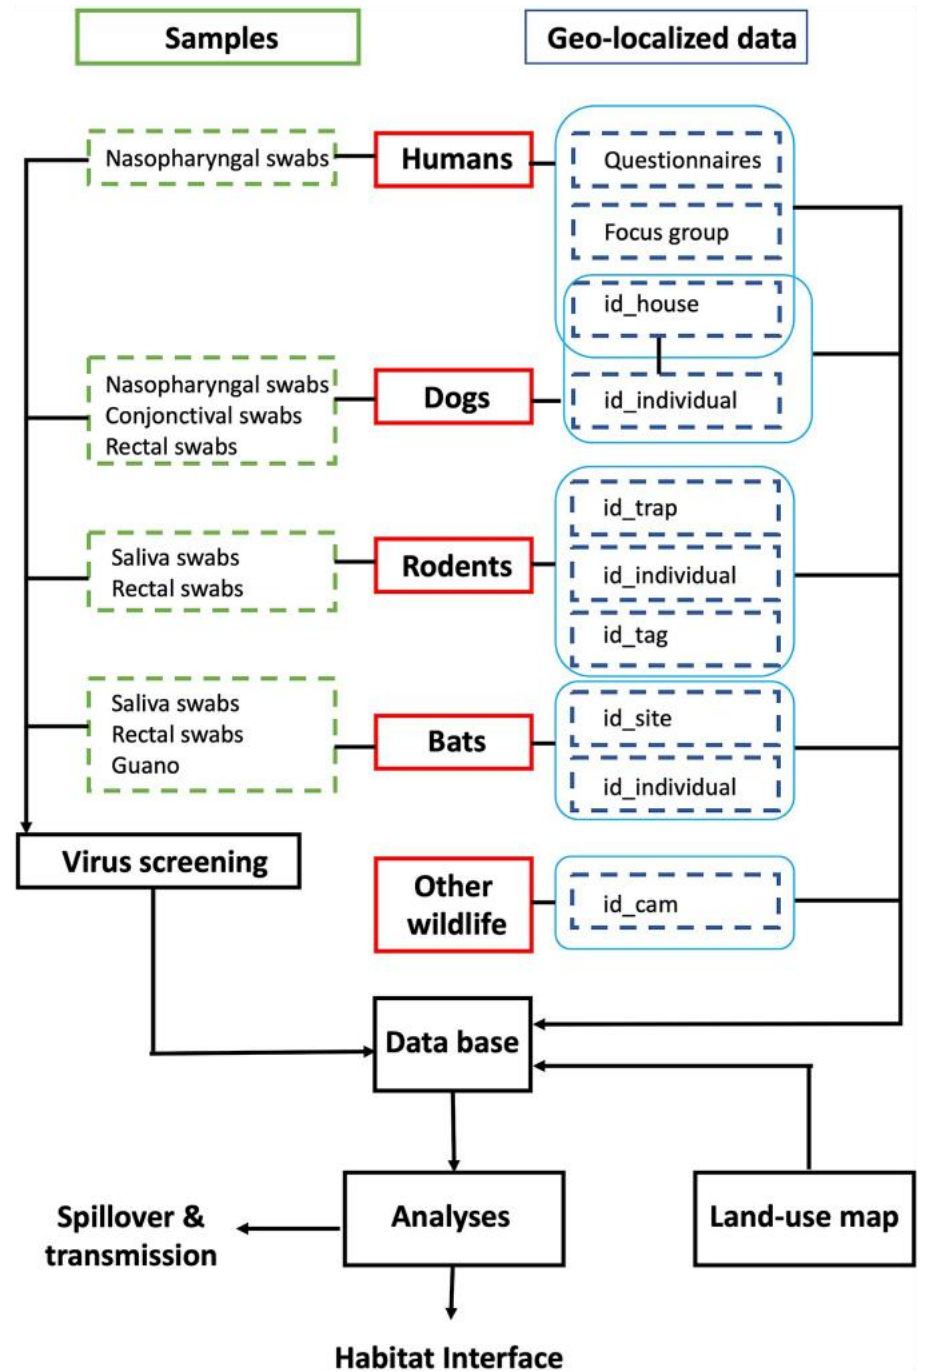 Samples
Geo-localized data
Nasopharyngal swabs
Humans
Questionnaires
Focus group
id_house
Nasopharyngal swabs
Conjonctival swabs
Rectal swabs
Dogs
id_individual
Saliva swabs
Rectal swabs
Rodents
id_trap
id_individual
id_tag
Saliva swabs
Rectal swabs
Guano
Bats
id_site
id_individual
Virus screening
Other
wildlife
id_cam
Data base
Spillover &
transmission
Analyses
Land-use map
Habitat Interface